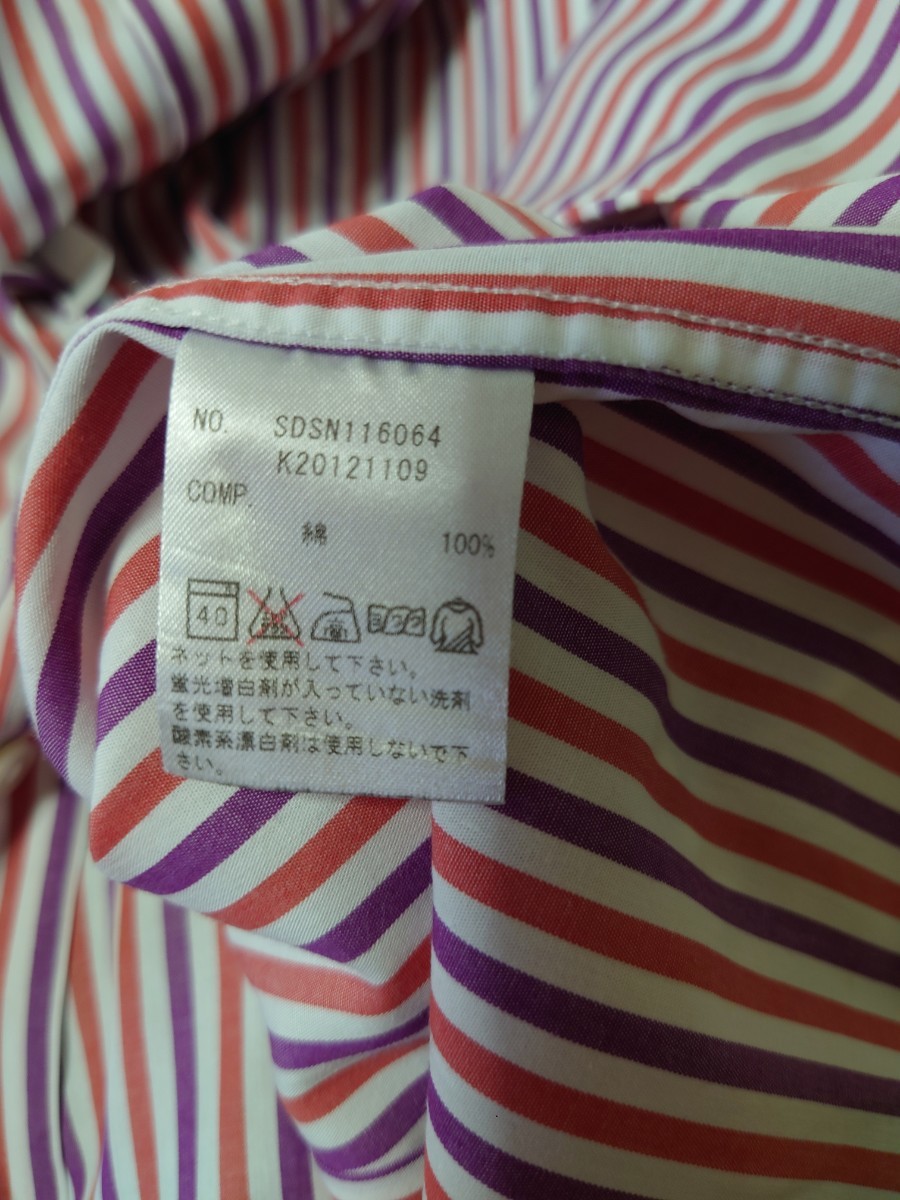 NO. SDSN116064
K20121109
COMP.
綿 100%
40
ネットを使用して下さい。
蛍光増白剤が入っていない洗剤
を使用して下さい。
酸素系漂白剤は使用しないで下
さい。